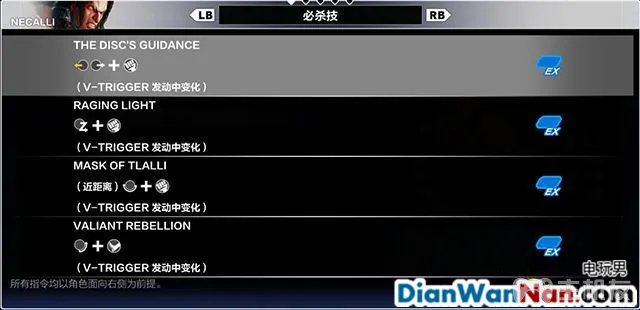 NECALLI
LB
必杀技
RB
THE DISC'S GUIDANCE
+
EX
（V-TRIGGER 发动中变化）
RAGING LIGHT
Z +
EX
（V-TRIGGER 发动中变化）
MASK OF TLALLI
（近距离） +
EX
（V-TRIGGER 发动中变化）
VALIANT REBELLION
+
EX
（V-TRIGGER 发动中变化）
电玩男
所有指令均以角色面向右侧为前提。
DianWanNan.com